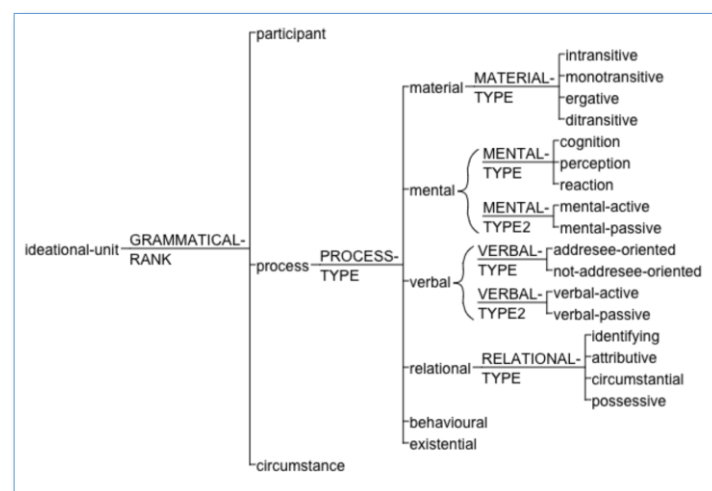 participant
intransitive
material MATERIAL-TYPE monotransitive
ergative
ditransitive
cognition
MENTAL-TYPE perception
reaction
mental
MENTAL-TYPE2 mental-active
mental-passive
ideational-unit GRAMMATICAL-RANK
process PROCESS-TYPE
VERBAL-TYPE addresee-oriented
not-addresee-oriented
verbal
VERBAL-TYPE2 verbal-active
verbal-passive
identifying
relational RELATIONAL-TYPE attributive
circumstantial
possessive
behavioural
existential
circumstance